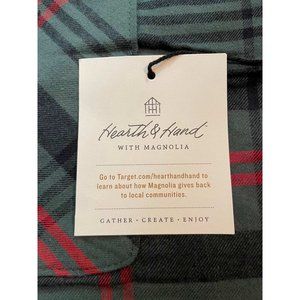 Hearth & Hand
WITH MAGNOLIA
Go to Target.com/hearthandhand to
learn about how Magnolia gives back
to local communities.
GATHER · CREATE · ENJOY